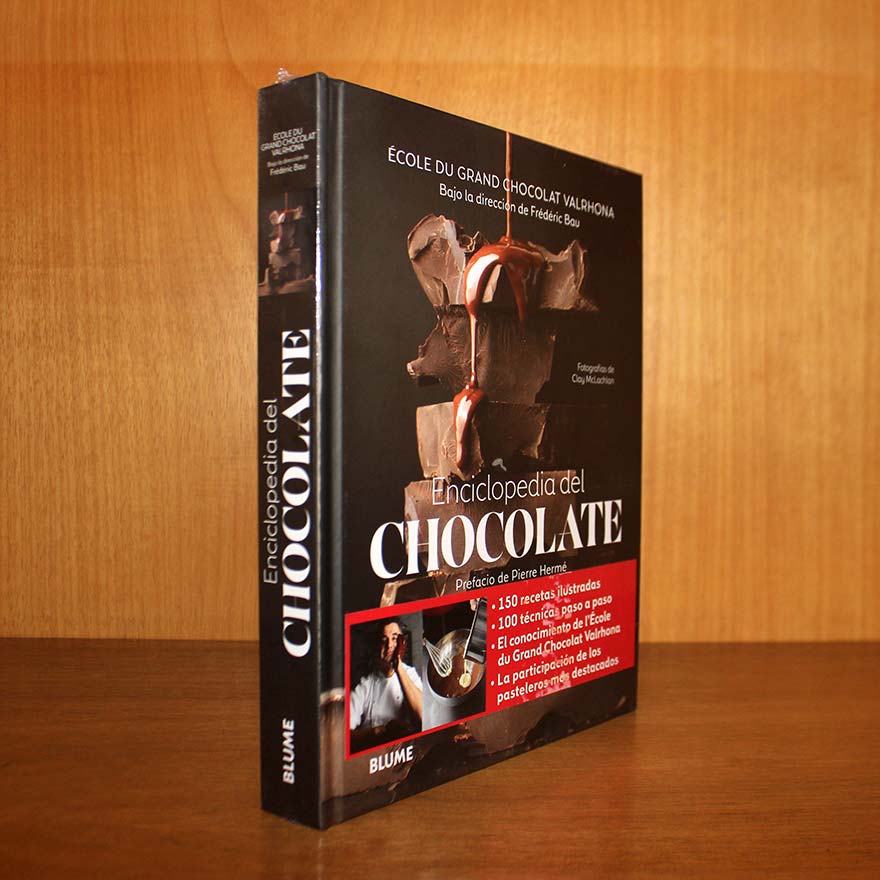 ÉCOLE DU
GRAND CHOCOLAT
VALRHONA
Bajo la dirección de
Frédéric Bau
Enciclopedia del
CHOCOLATE
BLUME
ÉCOLE DU GRAND CHOCOLAT VALRHONA
Bajo la dirección de Frédéric Bau
Fotografías de
Clay McLachlan
Enciclopedia del
CHOCOLATE
Prefacio de Pierre Hermé
• 150 recetas ilustradas
• 100 técnicas paso a paso
• El conocimiento de l'École
du Grand Chocolat Valrhona
• La participación de los
pasteleros más destacados
BLUME